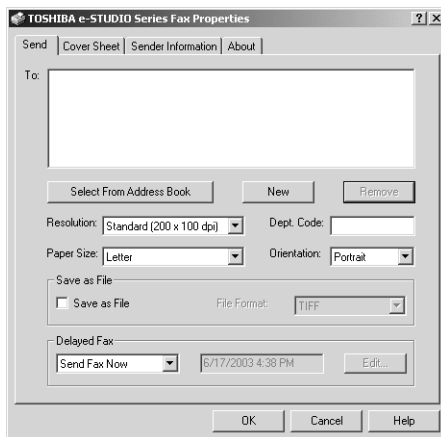 TOSHIBA e-STUDIO Series Fax Properties
Send Cover Sheet Sender Information About
To:
Select From Address Book New Remove
Resolution: Standard (200 x 100 dpi) Dept. Code:
Paper Size: Letter Orientation: Portrait
Save as File
Save as File File Format: TIFF
Delayed Fax
Send Fax Now 6/17/2003 4:38 PM Edit...
OK Cancel Help